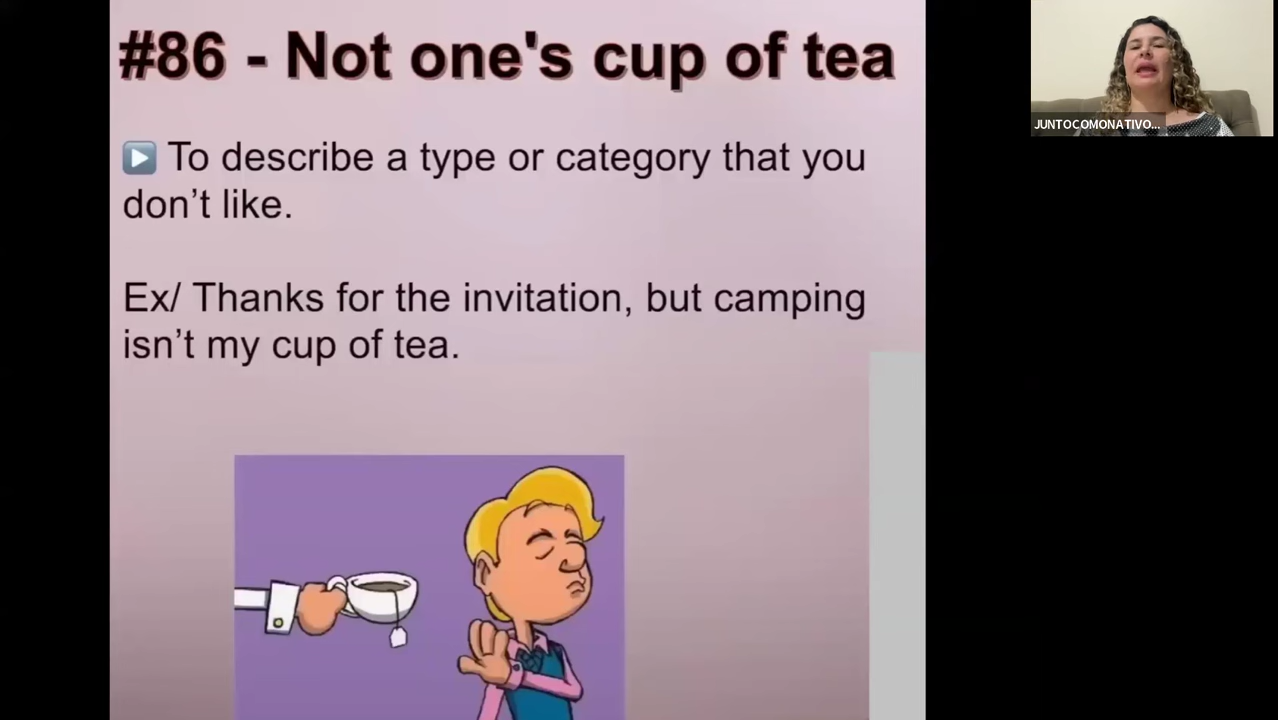 #86 - Not one's cup of tea
▶️ To describe a type or category that you
don’t like.
Ex/ Thanks for the invitation, but camping
isn’t my cup of tea.
JUNTOCOMONATIVO...